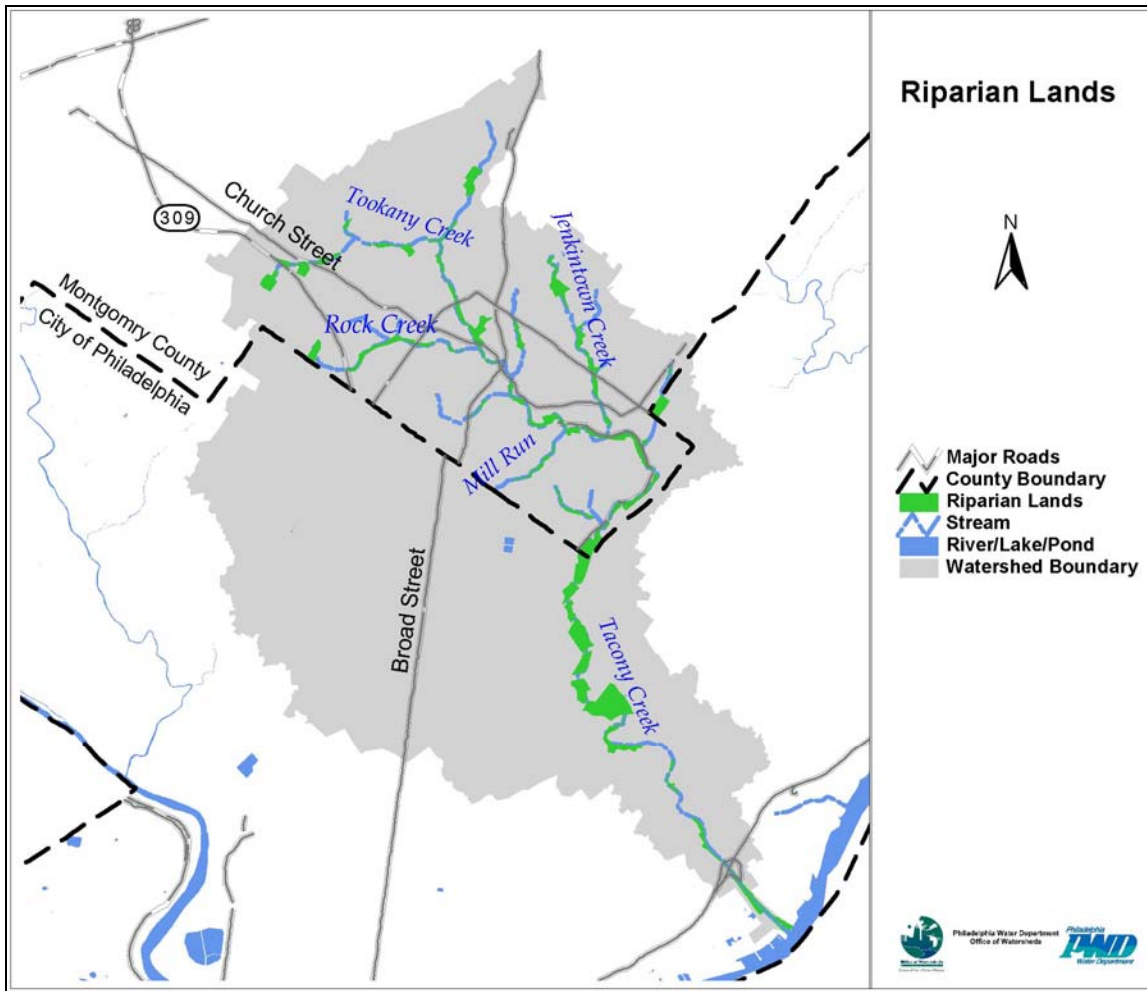 Riparian Lands
N
Church Street
309
Tookany Creek
Jenkintown Creek
Montgomry County
City of Philadelphia
Rock Creek
Mill Run
Broad Street
Tacony Creek
Major Roads
County Boundary
Riparian Lands
Stream
River/Lake/Pond
Watershed Boundary
Philadelphia Water Department
Office of Watersheds
Philadelphia
PWD
Water Department